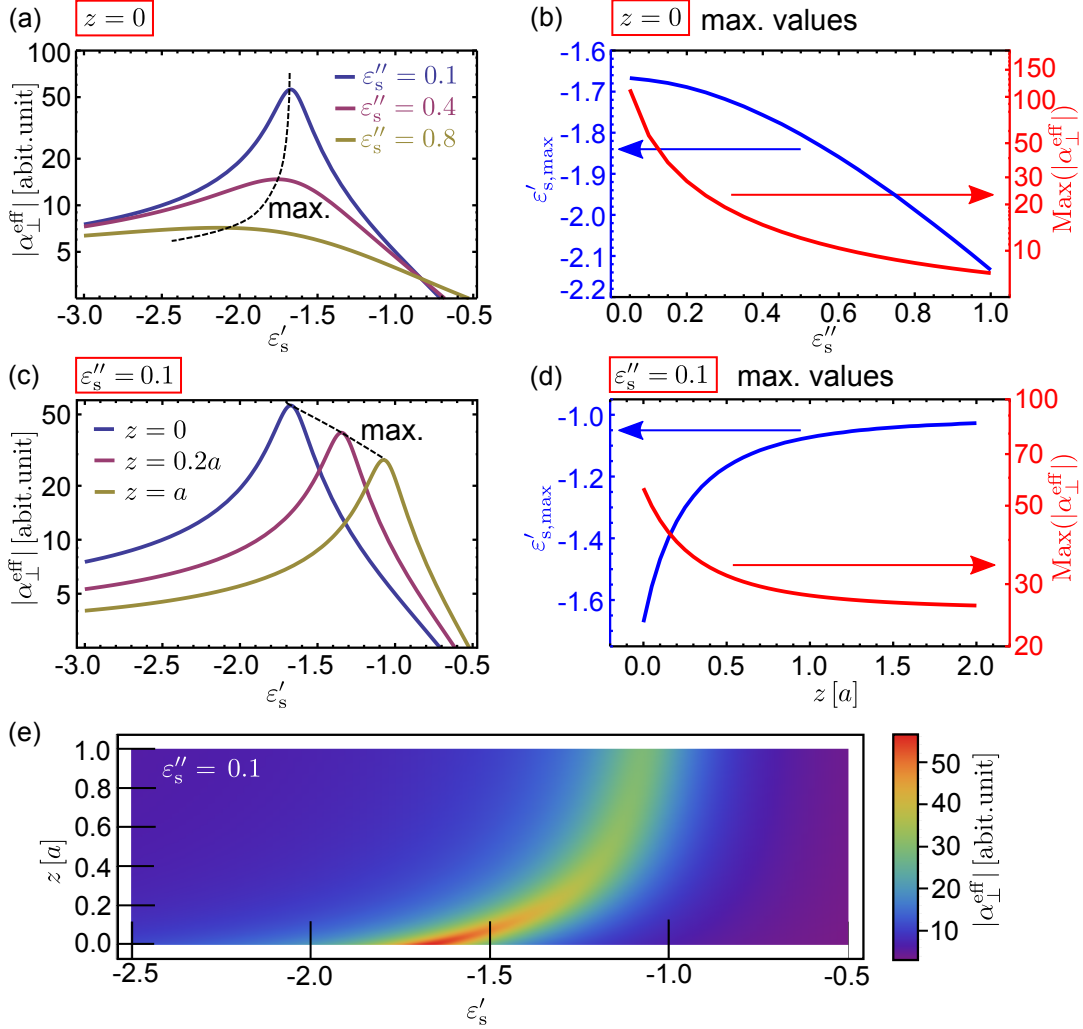 (a) z = 0
100
50
20
10
5
|α⊥^eff| [abit.unit]
εs″ = 0.1
εs″ = 0.4
εs″ = 0.8
max.
-3.0 -2.5 -2.0 -1.5 -1.0 -0.5
εs′
(b) z = 0 max. values
-1.6
-1.7
-1.8
-1.9
-2.0
-2.1
-2.2
ε′s,max
150
100
50
30
20
10
Max(|α⊥^eff|)
0.0 0.2 0.4 0.6 0.8 1.0
εs″
(c) εs″ = 0.1
50
20
10
5
|α⊥^eff| [abit.unit]
z = 0
z = 0.2a
z = a
max.
-3.0 -2.5 -2.0 -1.5 -1.0 -0.5
εs′
(d) εs″ = 0.1 max. values
-1.0
-1.2
-1.4
-1.6
ε′s,max
100
70
50
30
20
Max(|α⊥^eff|)
0.0 0.5 1.0 1.5 2.0
z [a]
(e)
εs″ = 0.1
1.0
0.8
0.6
0.4
0.2
0.0
z [a]
-2.5 -2.0 -1.5 -1.0 -0.5
εs′
50
40
30
20
10
|α⊥^eff| [abit.unit]